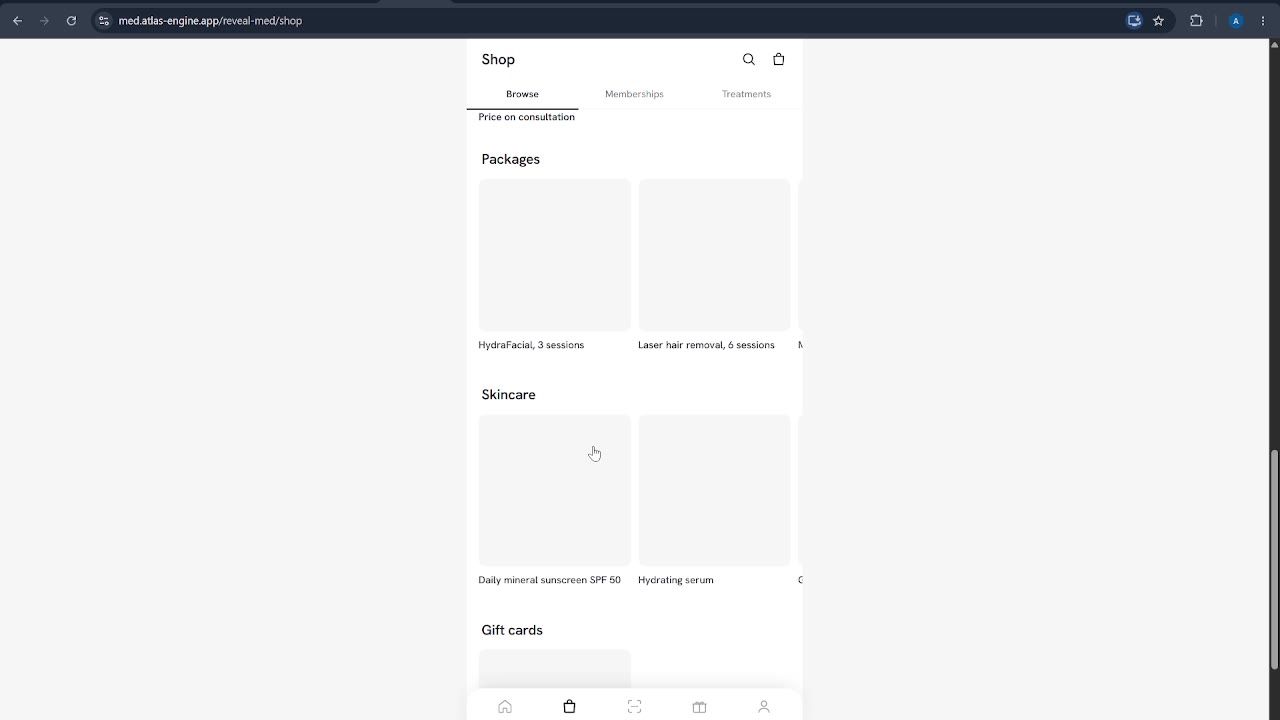 med.atlas-engine.app/reveal-med/shop
A
Shop
Browse Memberships Treatments
Price on consultation
Packages
HydraFacial, 3 sessions Laser hair removal, 6 sessions
Skincare
Daily mineral sunscreen SPF 50 Hydrating serum
Gift cards